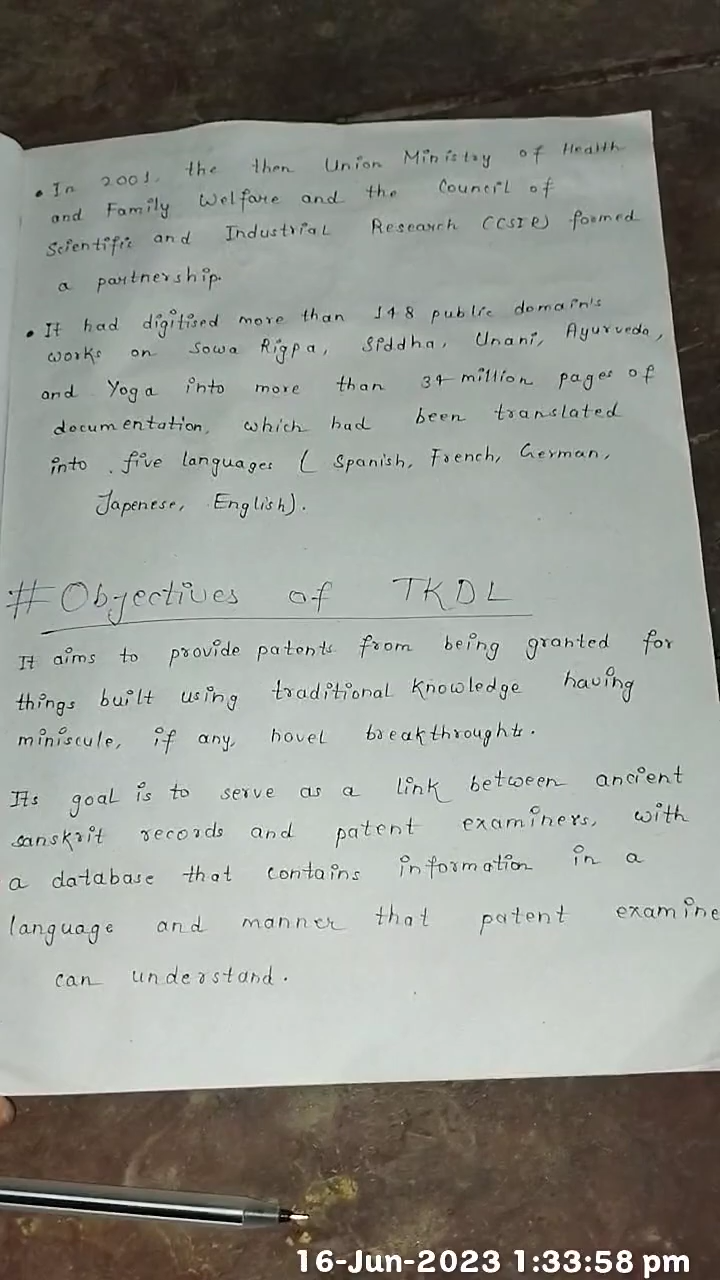 • In 2001, the then Union Ministry of Health
and Family Welfare and the Council of
Scientific and Industrial Research (CSIR) formed
a partnership.
• It had digitised more than 148 public domain's
works on Sowa Rigpa, Siddha, Unani, Ayurveda,
and Yoga into more than 34 million pages of
documentation, which had been translated
into five languages ( Spanish, French, German,
Japenese, English).
# Objectives of TKDL
It aims to provide patents from being granted for
things built using traditional knowledge having
miniscule, if any, novel breakthroughts.
Its goal is to serve as a link between ancient
sanskrit records and patent examiners, with
a database that contains information in a
language and manner that patent examine
can understand.
16-Jun-2023 1:33:58 pm